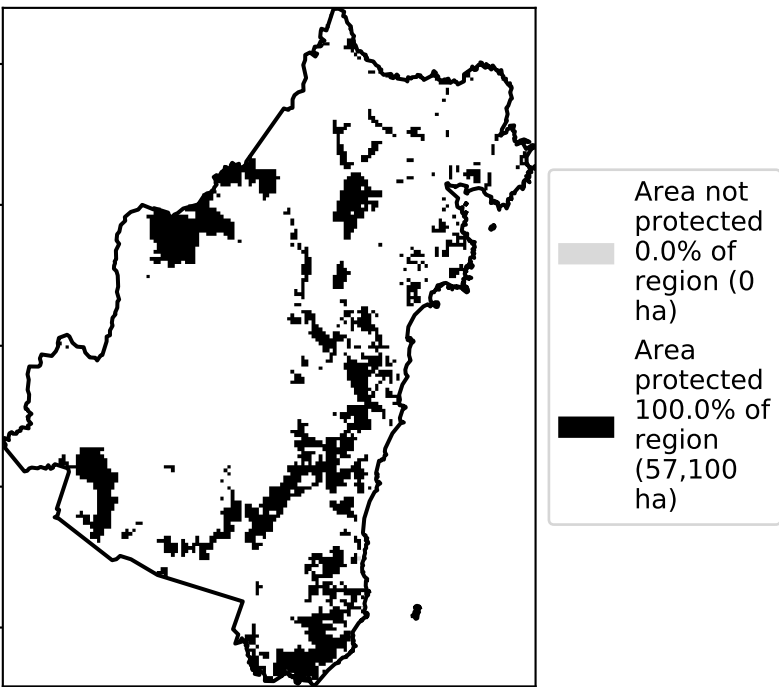 Area not
protected
0.0% of
region (0
ha)
Area
protected
100.0% of
region
(57,100
ha)